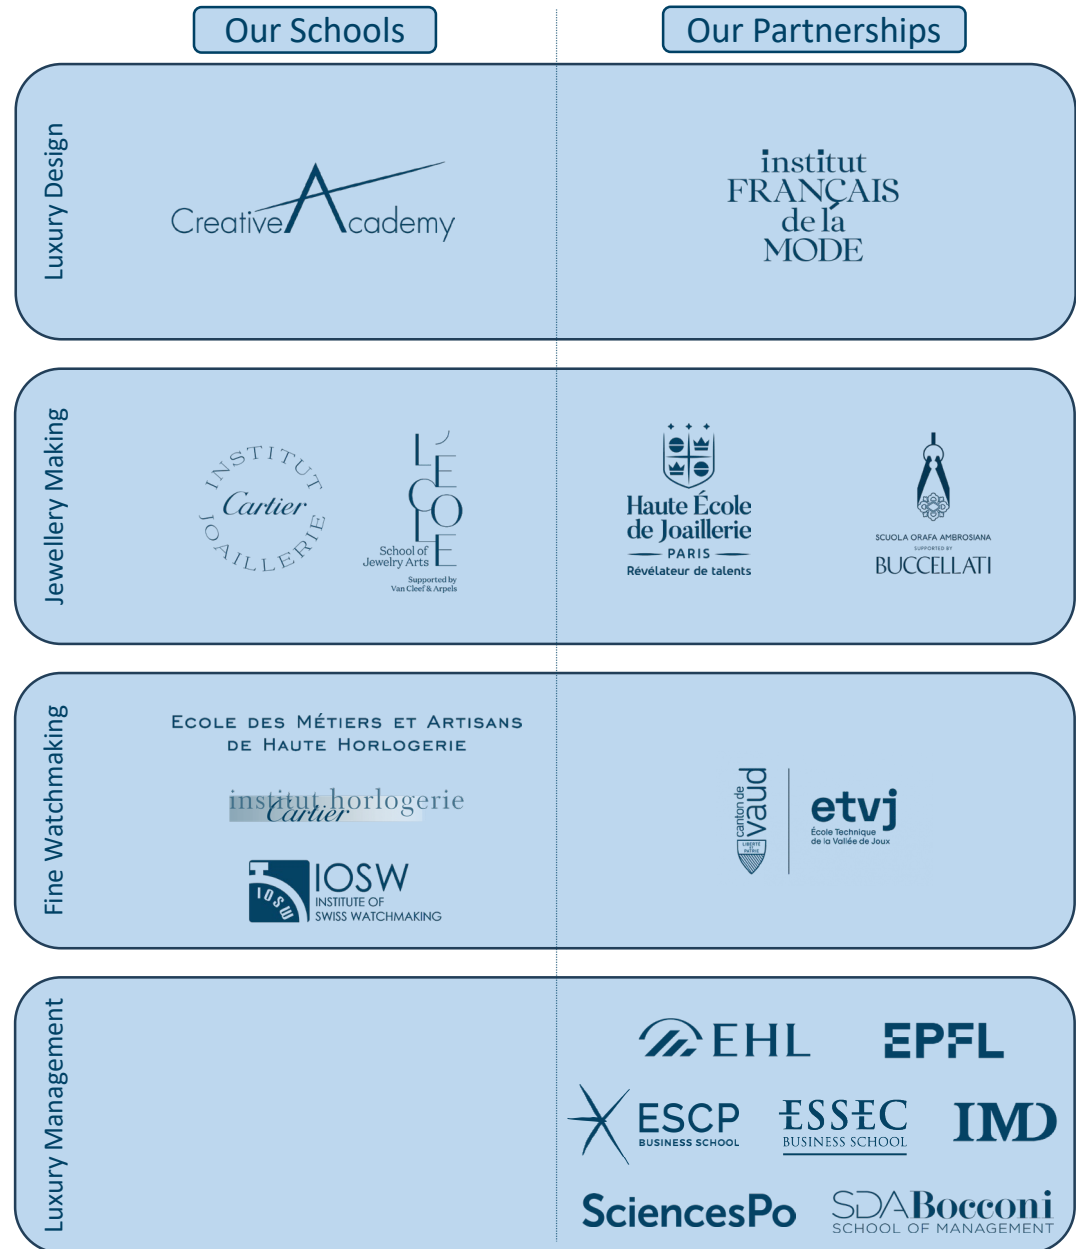 Our Schools
Our Partnerships
Luxury Design
Creative Academy
institut
FRANÇAIS
de la
MODE
Jewellery Making
INSTITUT
Cartier
JOAILLERIE
L'ÉCOLE
School of
Jewelry Arts
Supported by
Van Cleef & Arpels
Haute École
de Joaillerie
PARIS
Révélateur de talents
SCUOLA ORAFA AMBROSIANA
SUPPORTED BY
BUCCELLATI
Fine Watchmaking
ECOLE DES MÉTIERS ET ARTISANS
DE HAUTE HORLOGERIE
institut horlogerie
Cartier
IOSW
IOSW
INSTITUTE OF
SWISS WATCHMAKING
canton de
vaud
LIBERTÉ
ET
PATRIE
etvj
École Technique
de la Vallée de Joux
Luxury Management
EHL
EPFL
ESCP
BUSINESS SCHOOL
ESSEC
BUSINESS SCHOOL
IMD
SciencesPo
SDA Bocconi
SCHOOL OF MANAGEMENT